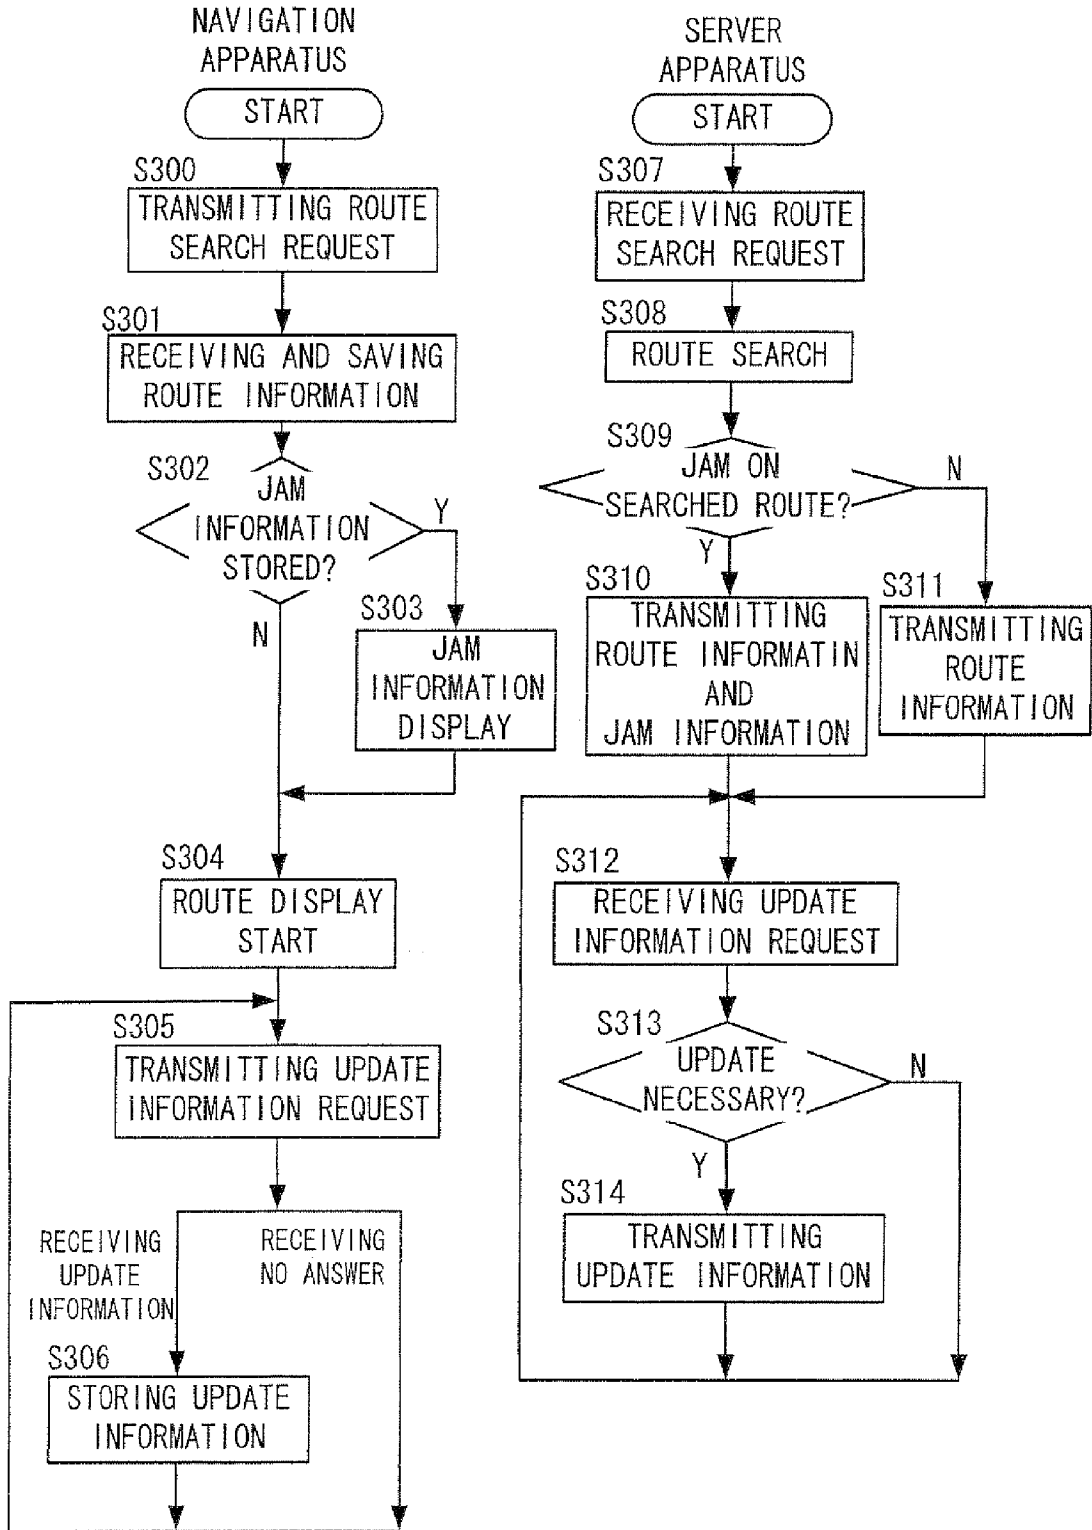 NAVIGATION
APPARATUS
START
S300
TRANSMITTING ROUTE
SEARCH REQUEST
S301
RECEIVING AND SAVING
ROUTE INFORMATION
S302
JAM
INFORMATION
STORED?
Y
N
S303
JAM
INFORMATION
DISPLAY
S304
ROUTE DISPLAY
START
S305
TRANSMITTING UPDATE
INFORMATION REQUEST
RECEIVING
UPDATE
INFORMATION
RECEIVING
NO ANSWER
S306
STORING UPDATE
INFORMATION
SERVER
APPARATUS
START
S307
RECEIVING ROUTE
SEARCH REQUEST
S308
ROUTE SEARCH
S309
JAM ON
SEARCHED ROUTE?
N
Y
S310
TRANSMITTING
ROUTE INFORMATIN
AND
JAM INFORMATION
S311
TRANSMITTING
ROUTE
INFORMATION
S312
RECEIVING UPDATE
INFORMATION REQUEST
S313
UPDATE
NECESSARY?
N
Y
S314
TRANSMITTING
UPDATE INFORMATION